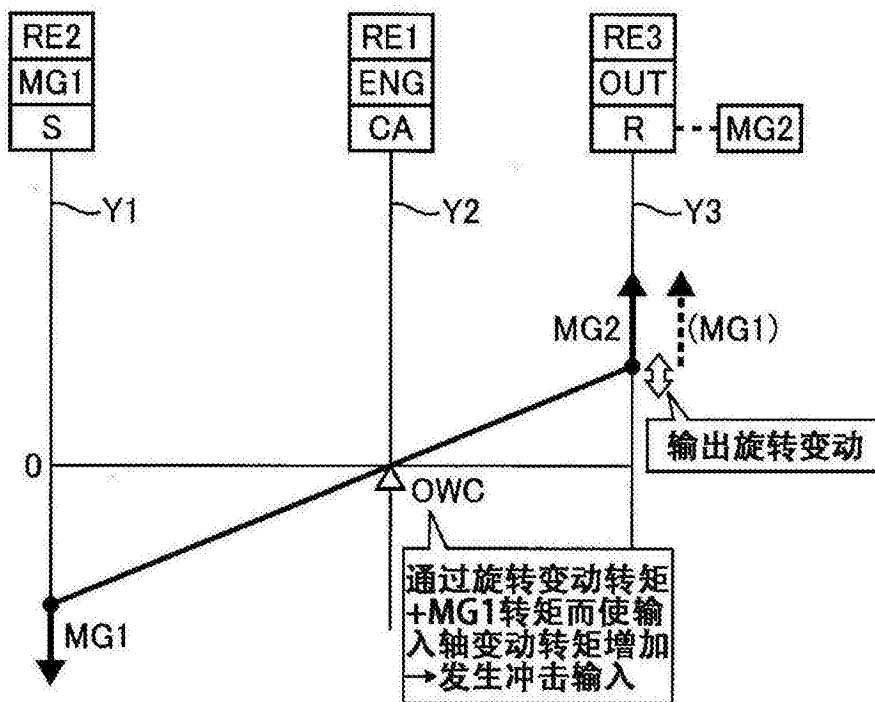 RE2 RE1 RE3
MG1 ENG OUT
S CA R MG2
Y1 Y2 Y3
MG2 (MG1)
输出旋转变动
0
OWC
通过旋转变动转矩
+MG1转矩而使输
入轴变动转矩增加
→发生冲击输入
MG1